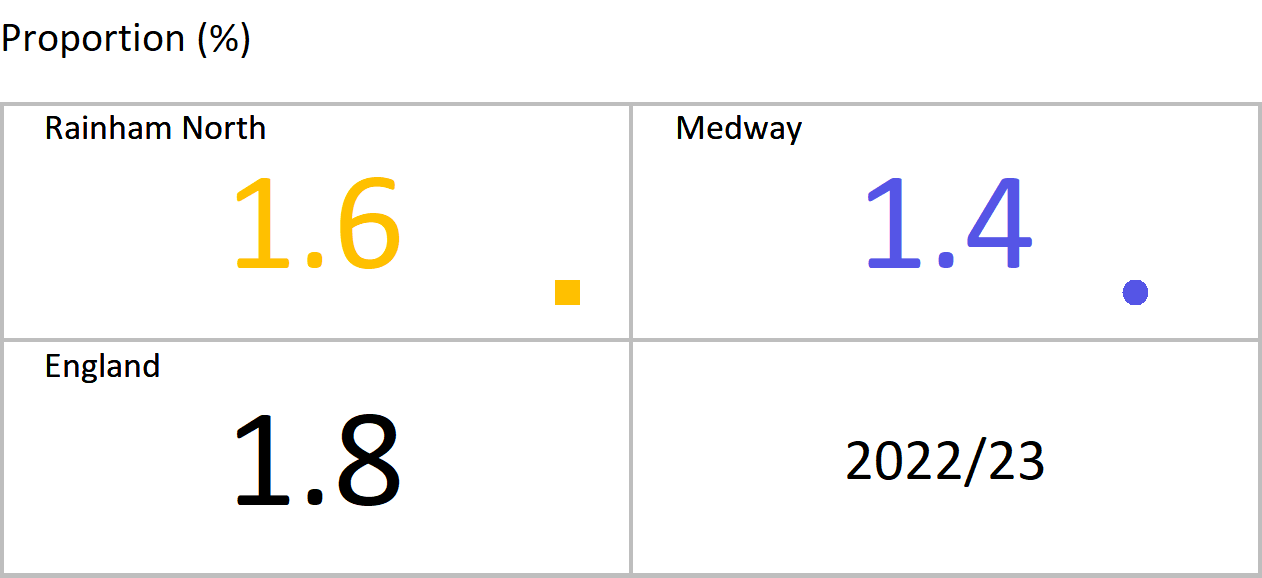 Proportion (%)
Rainham North
1.6
Medway
1.4
England
1.8
2022/23